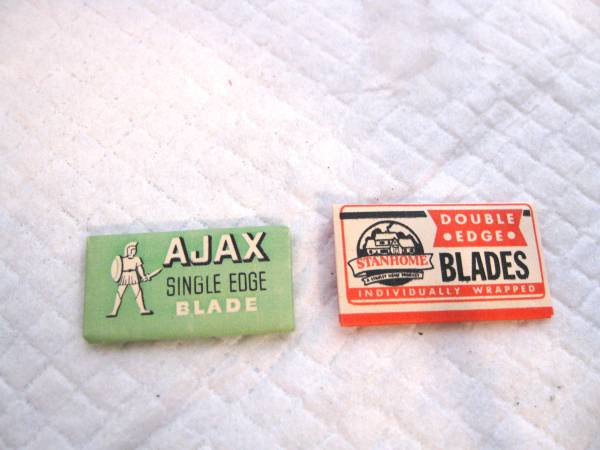 AJAX
SINGLE EDGE
BLADE
DOUBLE
• EDGE •
STANHOME
BLADES
INDIVIDUALLY WRAPPED